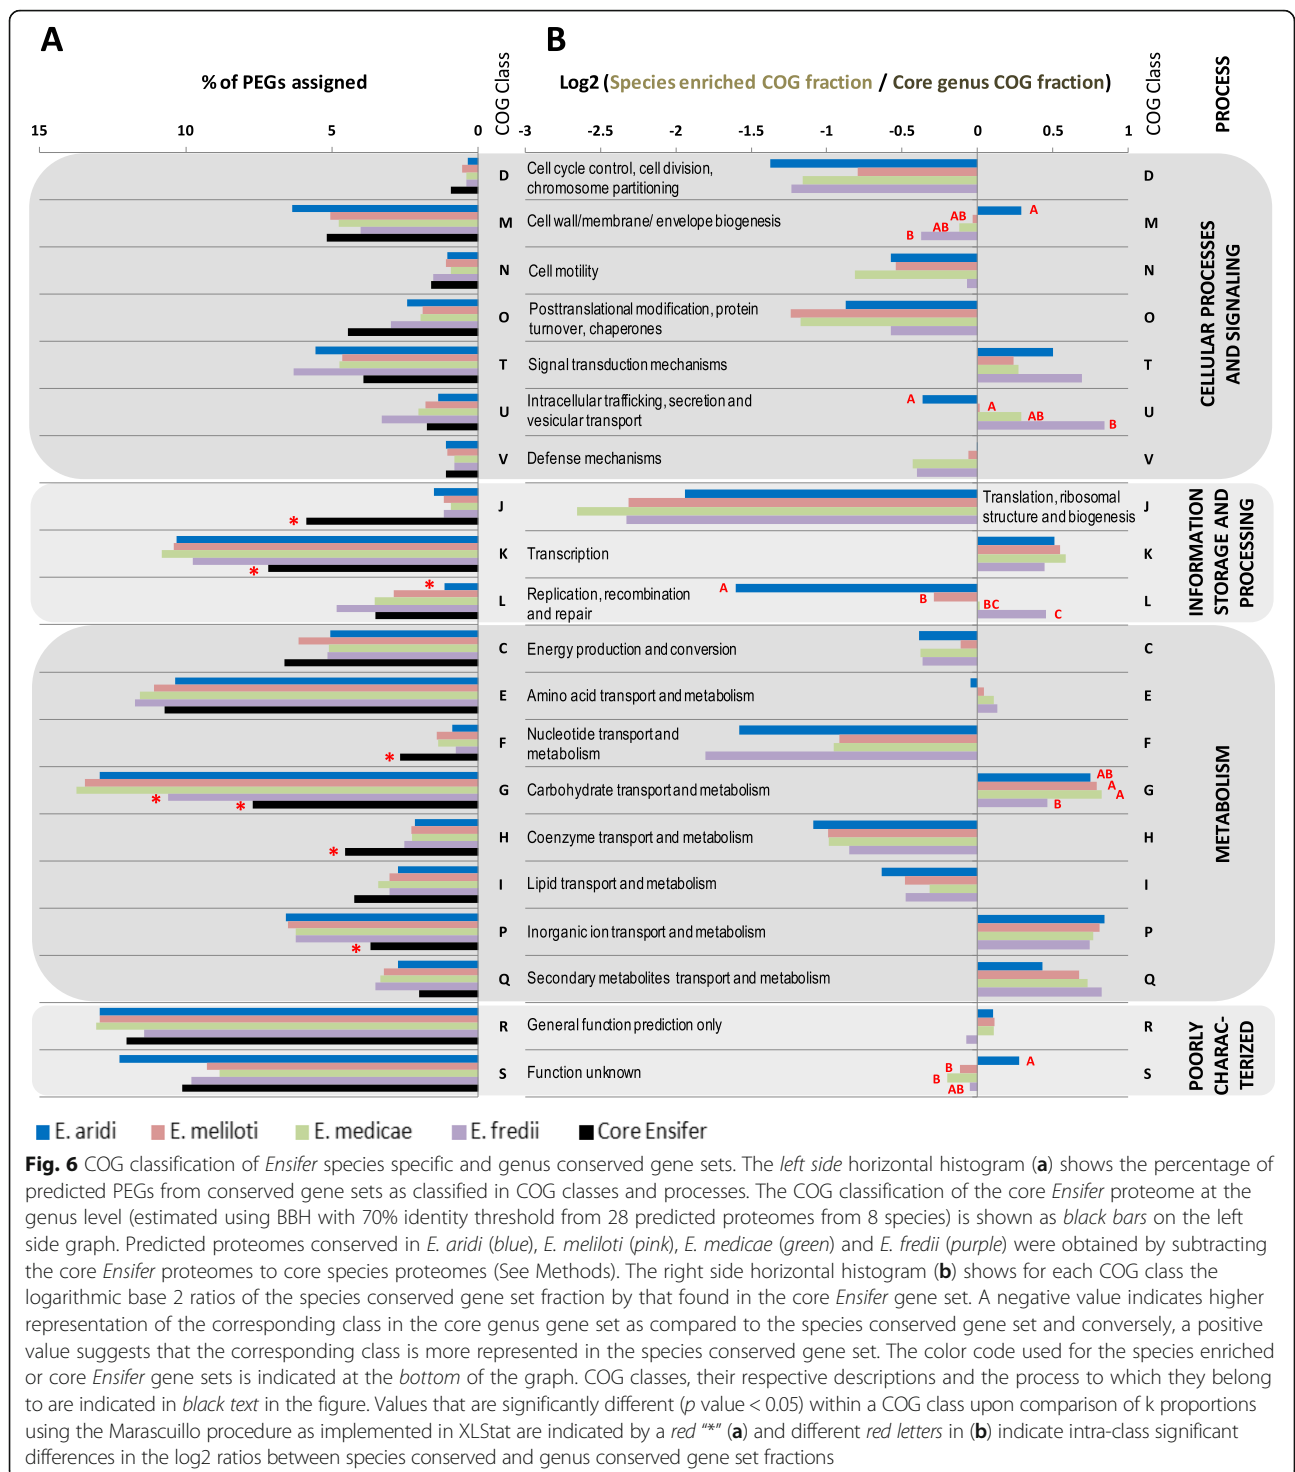 A
B
% of PEGs assigned
COG Class
Log2 (Species enriched COG fraction / Core genus COG fraction)
COG Class
PROCESS
15 10 5 0
-3 -2.5 -2 -1.5 -1 -0.5 0 0.5 1
D Cell cycle control, cell division, D
chromosome partitioning
M Cell wall/membrane/ envelope biogenesis AB A M
AB
B
N Cell motility N
O Posttranslational modification, protein O
turnover, chaperones
T Signal transduction mechanisms T
U Intracellular trafficking, secretion and A A U
vesicular transport AB
B
V Defense mechanisms V
CELLULAR PROCESSES
AND SIGNALING
* J Translation, ribosomal J
structure and biogenesis
* K Transcription K
* L Replication, recombination A L
and repair B BC
C
INFORMATION
STORAGE AND
PROCESSING
C Energy production and conversion C
E Amino acid transport and metabolism E
* F Nucleotide transport and F
metabolism
* * G Carbohydrate transport and metabolism AB G
A
A
B
* H Coenzyme transport and metabolism H
I Lipid transport and metabolism I
* P Inorganic ion transport and metabolism P
Q Secondary metabolites transport and metabolism Q
METABOLISM
R General function prediction only R
S Function unknown A S
B
B
AB
POORLY
CHARAC-
TERIZED
E. aridi E. meliloti E. medicae E. fredii Core Ensifer
Fig. 6 COG classification of Ensifer species specific and genus conserved gene sets. The left side horizontal histogram (a) shows the percentage of
predicted PEGs from conserved gene sets as classified in COG classes and processes. The COG classification of the core Ensifer proteome at the
genus level (estimated using BBH with 70% identity threshold from 28 predicted proteomes from 8 species) is shown as black bars on the left
side graph. Predicted proteomes conserved in E. aridi (blue), E. meliloti (pink), E. medicae (green) and E. fredii (purple) were obtained by subtracting
the core Ensifer proteomes to core species proteomes (See Methods). The right side horizontal histogram (b) shows for each COG class the
logarithmic base 2 ratios of the species conserved gene set fraction by that found in the core Ensifer gene set. A negative value indicates higher
representation of the corresponding class in the core genus gene set as compared to the species conserved gene set and conversely, a positive
value suggests that the corresponding class is more represented in the species conserved gene set. The color code used for the species enriched
or core Ensifer gene sets is indicated at the bottom of the graph. COG classes, their respective descriptions and the process to which they belong
to are indicated in black text in the figure. Values that are significantly different (p value < 0.05) within a COG class upon comparison of k proportions
using the Marascuillo procedure as implemented in XLStat are indicated by a red “*” (a) and different red letters in (b) indicate intra-class significant
differences in the log2 ratios between species conserved and genus conserved gene set fractions